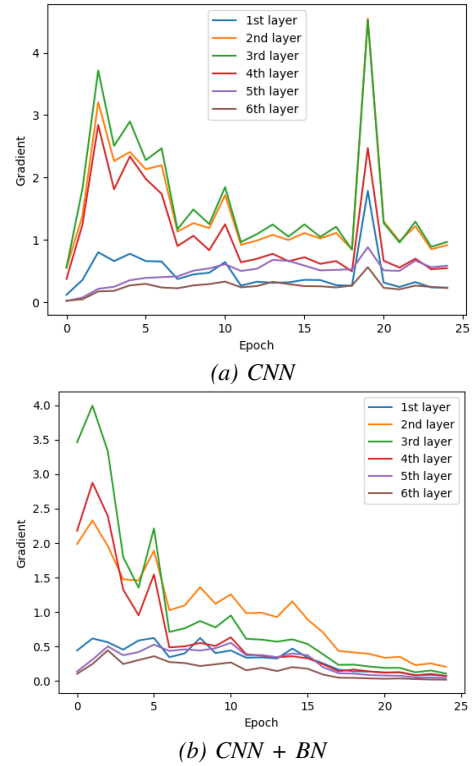 4
3
2
1
0
Gradient
1st layer
2nd layer
3rd layer
4th layer
5th layer
6th layer
0 5 10 15 20 25
Epoch
(a) CNN
4.0
3.5
3.0
2.5
2.0
1.5
1.0
0.5
0.0
Gradient
1st layer
2nd layer
3rd layer
4th layer
5th layer
6th layer
0 5 10 15 20 25
Epoch
(b) CNN + BN